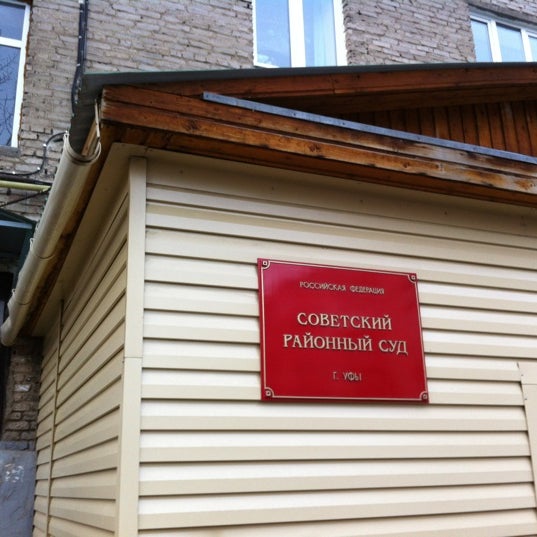 РОССИЙСКАЯ ФЕДЕРАЦИЯ
СОВЕТСКИЙ
РАЙОННЫЙ СУД
Г. УФЫ